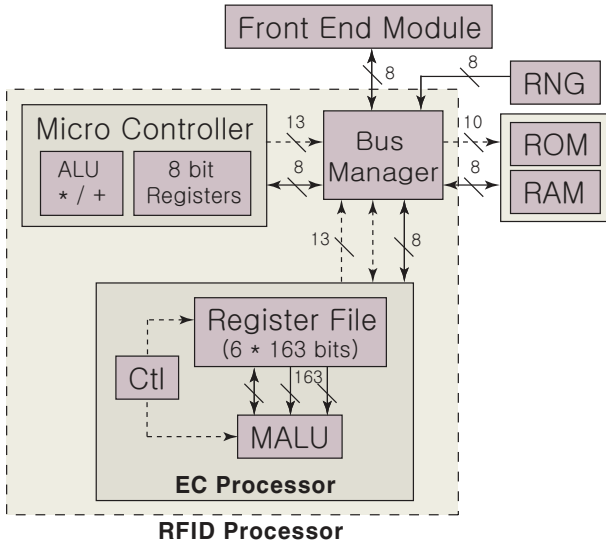 Front End Module
8
8
RNG
Micro Controller
13
Bus
Manager
10
ROM
ALU
* / +
8 bit
Registers
8
8
RAM
13
8
Register File
(6 * 163 bits)
Ctl
163
MALU
EC Processor
RFID Processor